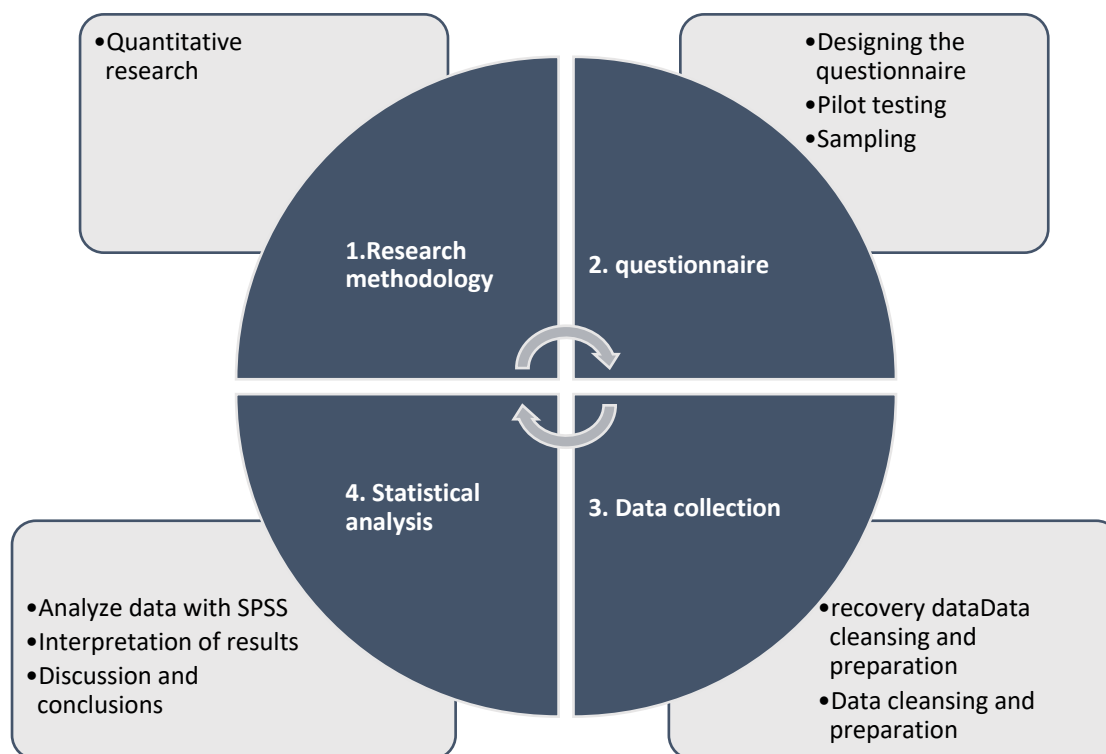 •Quantitative
research
•Designing the
questionnaire
•Pilot testing
•Sampling
1.Research
methodology
2. questionnaire
4. Statistical
analysis
3. Data collection
•Analyze data with SPSS
•Interpretation of results
•Discussion and
conclusions
•recovery dataData
cleansing and
preparation
•Data cleansing and
preparation